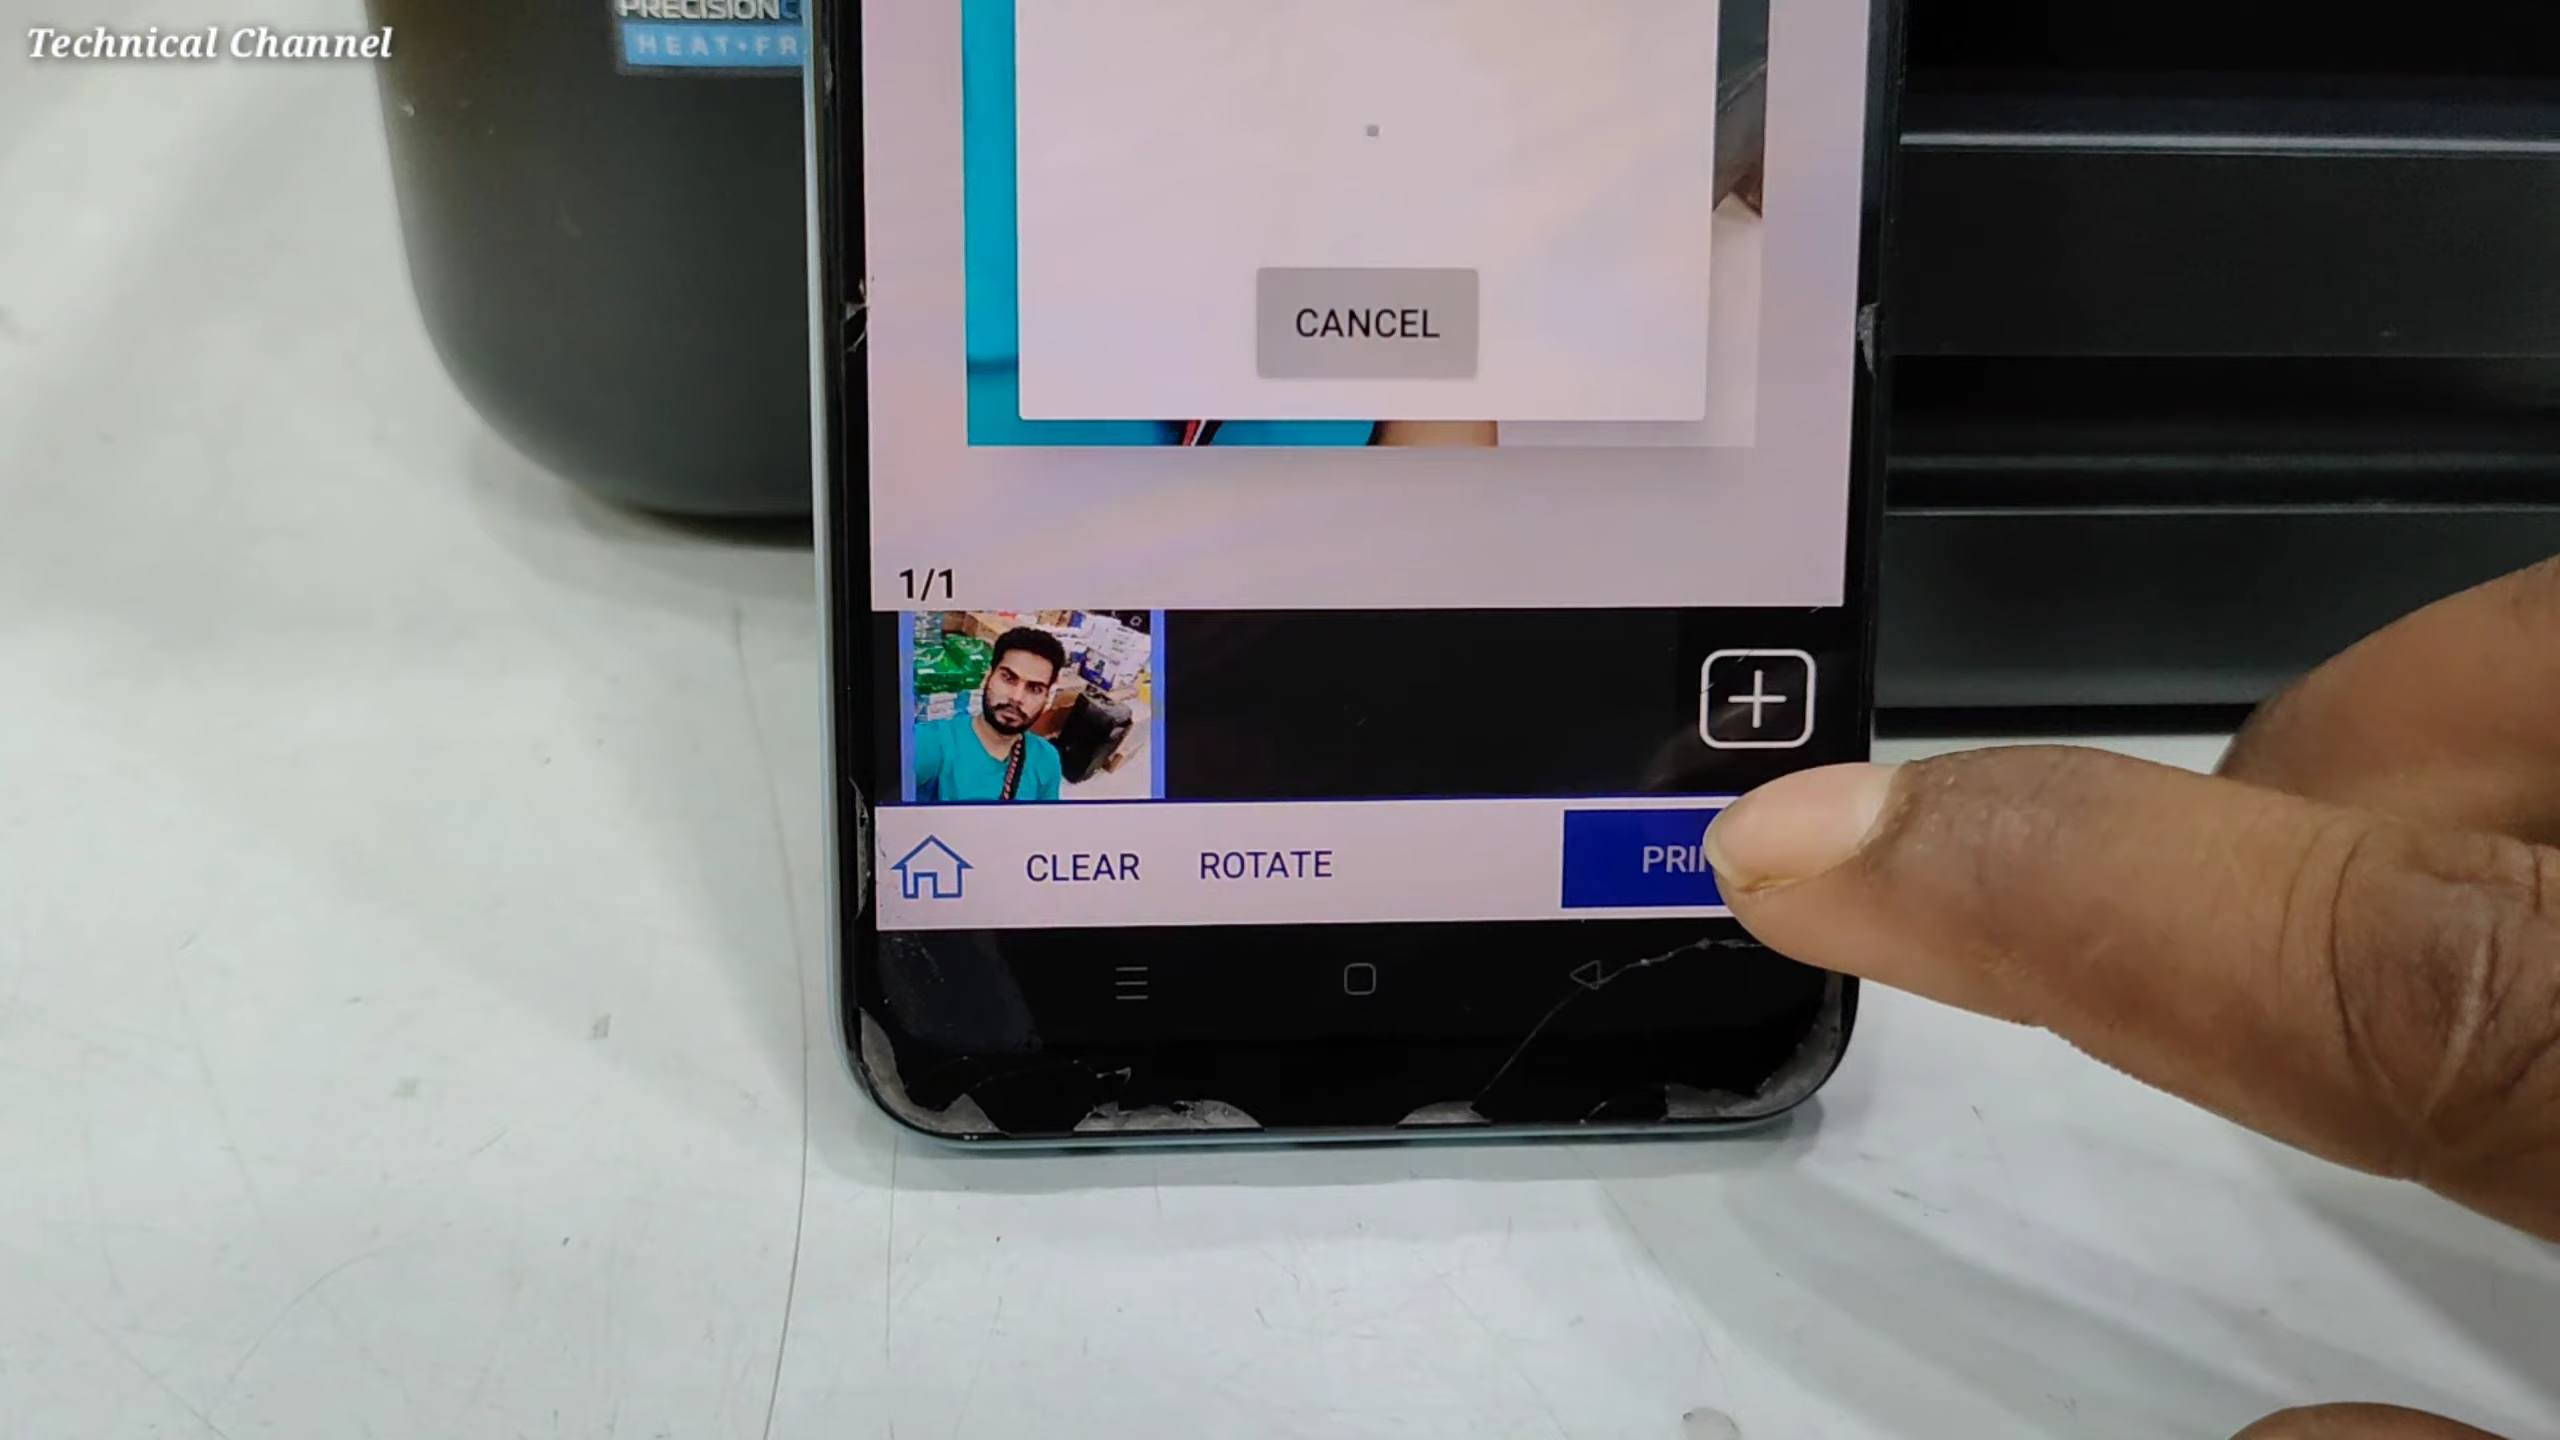 Technical Channel
PRECISION
HEAT-FR
CANCEL
1/1
CLEAR ROTATE PRI